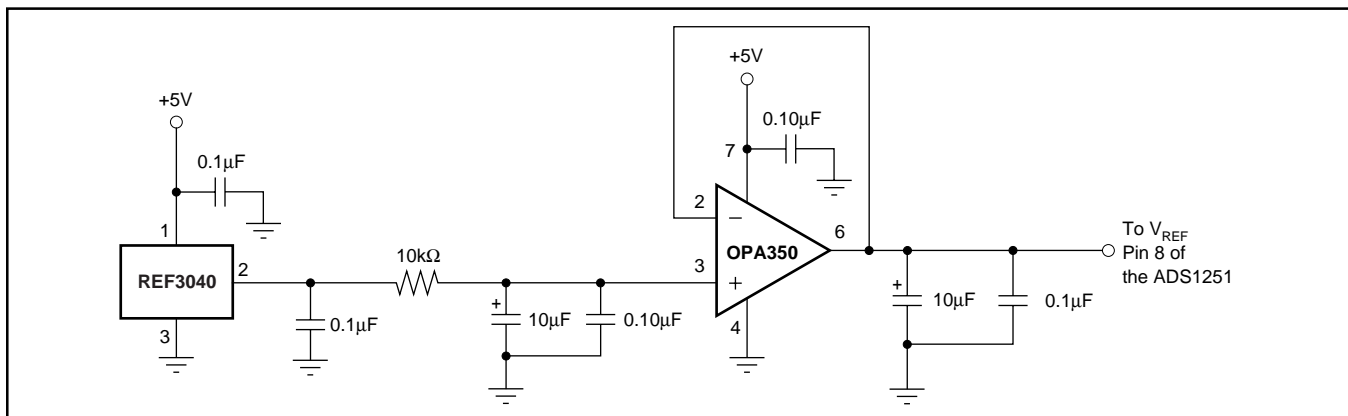 +5V
0.1µF
1
REF3040
2
3
0.1µF
10kΩ
+
10µF
0.10µF
+5V
0.10µF
7
2
−
OPA350
3
+
4
6
+
10µF
0.1µF
To VREF
Pin 8 of
the ADS1251